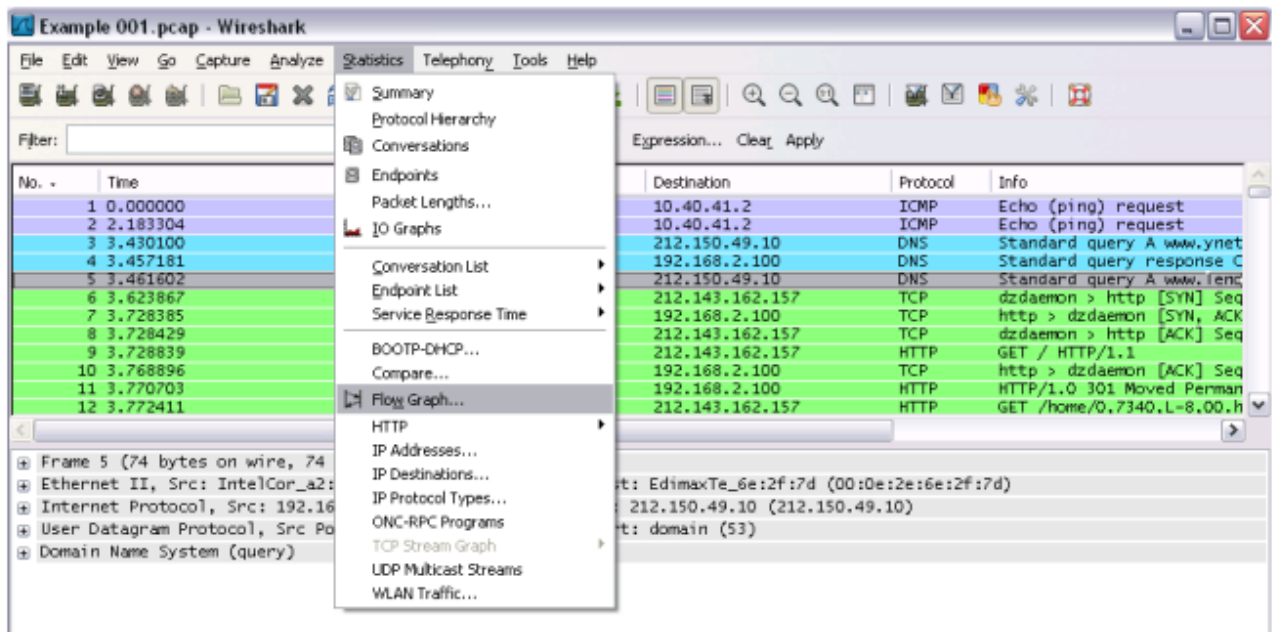 Example 001.pcap - Wireshark
File Edit View Go Capture Analyze Statistics Telephony Tools Help
Filter: Expression... Clear Apply
Summary
Protocol Hierarchy
Conversations
Endpoints
Packet Lengths...
IO Graphs
Conversation List
Endpoint List
Service Response Time
BOOTP-DHCP...
Compare...
Flow Graph...
HTTP
IP Addresses...
IP Destinations...
IP Protocol Types...
ONC-RPC Programs
TCP Stream Graph
UDP Multicast Streams
WLAN Traffic...
No. Time Destination Protocol Info
1 0.000000 10.40.41.2 ICMP Echo (ping) request
2 2.183304 10.40.41.2 ICMP Echo (ping) request
3 3.430100 212.150.49.10 DNS Standard query A www.ynet
4 3.457181 192.168.2.100 DNS Standard query response C
5 3.461602 212.150.49.10 DNS Standard query A
6 3.623867 212.143.162.157 TCP dzdaemon > http [SYN] Seq
7 3.728385 192.168.2.100 TCP http > dzdaemon [SYN, ACK
8 3.728429 212.143.162.157 TCP dzdaemon > http [ACK] Seq
9 3.728839 212.143.162.157 HTTP GET / HTTP/1.1
10 3.768896 192.168.2.100 TCP http > dzdaemon [ACK] Seq
11 3.770703 192.168.2.100 HTTP HTTP/1.0 301 Moved Perman
12 3.772411 212.143.162.157 HTTP GET /home/0,7340,L-8,00.h
Frame 5 (74 bytes on wire, 74
Ethernet II, Src: IntelCor_a2: t: EdimaxTe_6e:2f:7d (00:0e:2e:6e:2f:7d)
Internet Protocol, Src: 192.16 212.150.49.10 (212.150.49.10)
User Datagram Protocol, Src Po t: domain (53)
Domain Name System (query)